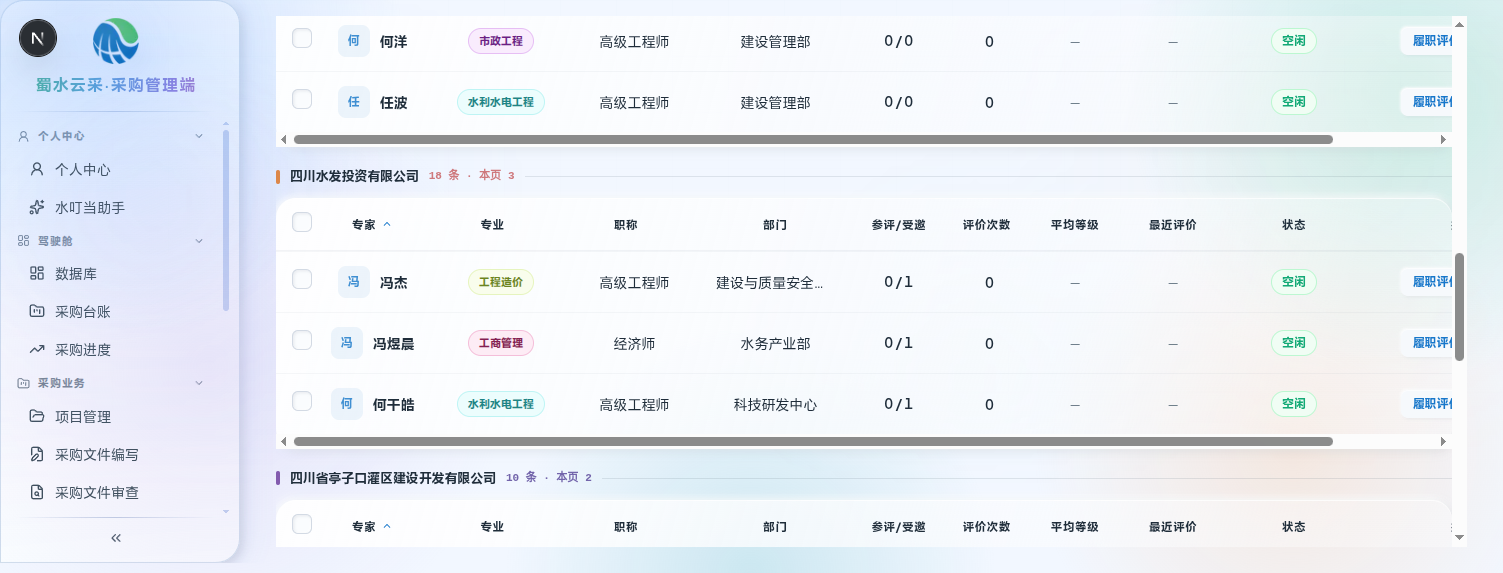 N
蜀水云采·采购管理端
个人中心
个人中心
水叮当助手
驾驶舱
数据库
采购台账
采购进度
采购业务
项目管理
采购文件编写
采购文件审查
«
何 何洋 市政工程 高级工程师 建设管理部 0/0 0 — — 空闲 履职评
任 任波 水利水电工程 高级工程师 建设管理部 0/0 0 — — 空闲 履职评
四川水发投资有限公司 18 条 · 本页 3
专家 专业 职称 部门 参评/受邀 评价次数 平均等级 最近评价 状态
冯 冯杰 工程造价 高级工程师 建设与质量安全… 0/1 0 — — 空闲 履职评
冯 冯煜晨 工商管理 经济师 水务产业部 0/1 0 — — 空闲 履职评
何 何干皓 水利水电工程 高级工程师 科技研发中心 0/1 0 — — 空闲 履职评
四川省亭子口灌区建设开发有限公司 10 条 · 本页 2
专家 专业 职称 部门 参评/受邀 评价次数 平均等级 最近评价 状态